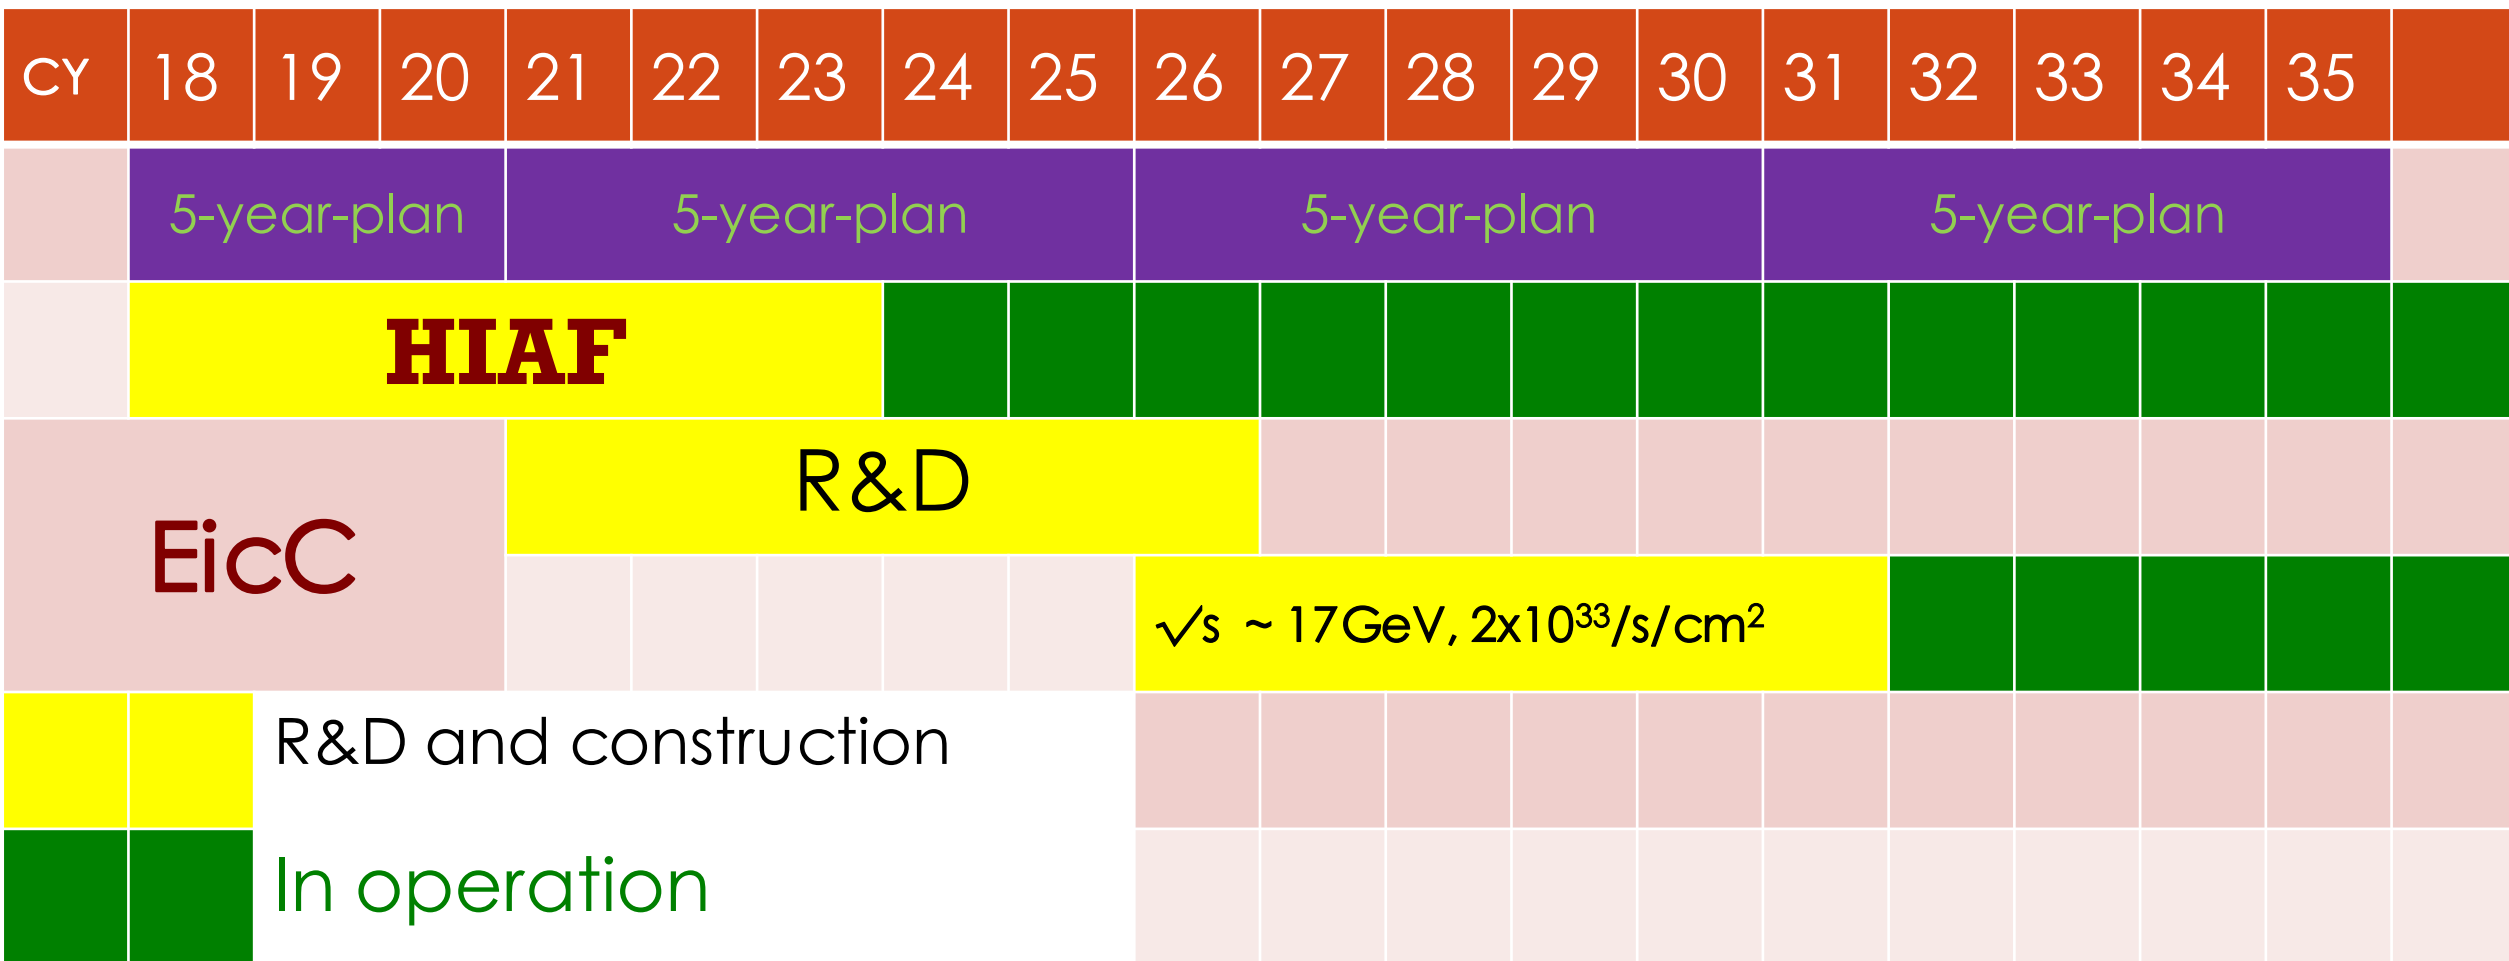 CY 18 19 20 21 22 23 24 25 26 27 28 29 30 31 32 33 34 35
5-year-plan 5-year-plan 5-year-plan 5-year-plan
HIAF
R&D
EicC
✓s ~ 17GeV, 2x10³³/s/cm²
R&D and construction
In operation